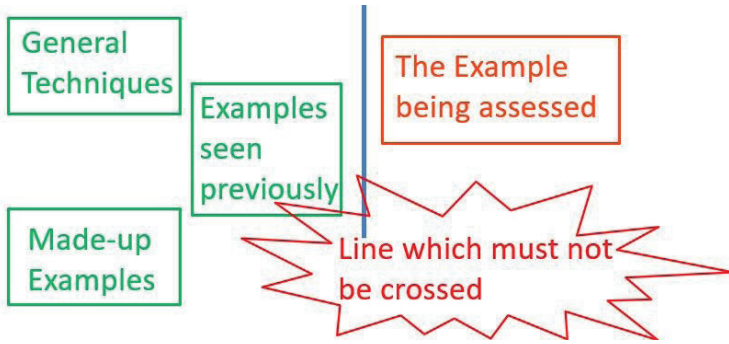 General
Techniques
Examples
seen
previously
Made-up
Examples
The Example
being assessed
Line which must not
be crossed